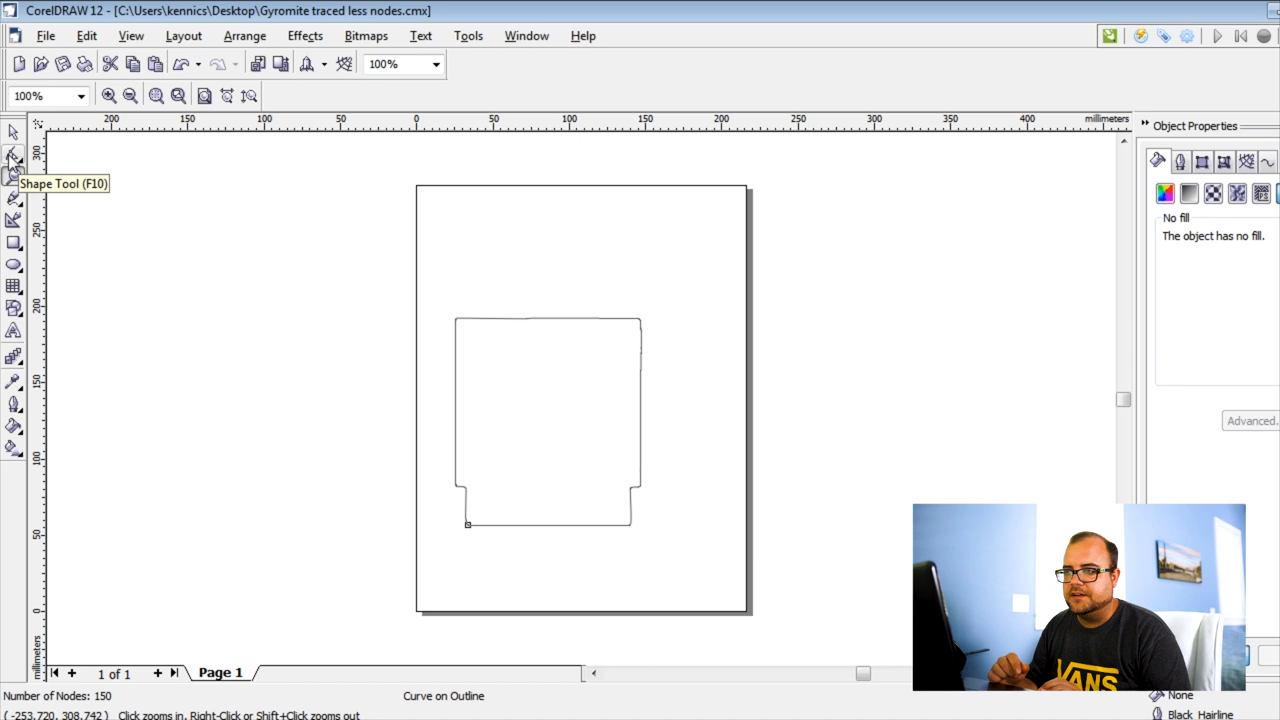 CorelDRAW 12 - [C:\Users\kennics\Desktop\Gyromite traced less nodes.cmx]
File Edit View Layout Arrange Effects Bitmaps Text Tools Window Help
100%
100%
200 150 100 50 0 50 100 150 200 250 300 350 400 millimeters
Object Properties
Shape Tool (F10)
300
250
200
150
100
50
0
millimeters
No fill
The object has no fill.
Advanced.
VANS
1 of 1 Page 1
Number of Nodes: 150 Curve on Outline None
( -253.720, 308.742 ) Click zooms in, Right-Click or Shift+Click zooms out Black Hairline